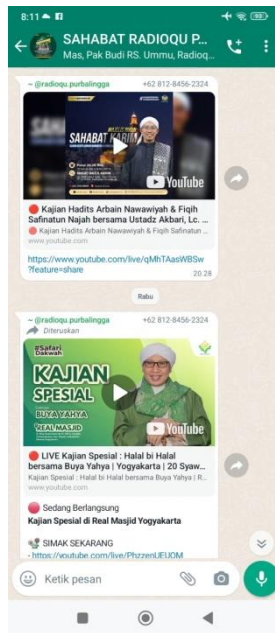 8:11
SAHABAT RADIOQU P...
Mas, Pak Budi RS. Ummu, Radioq...
~ @radioqu.purbalingga +62 812-8456-2324
SAHABAT KARIM
YouTube
🔴 Kajian Hadits Arbain Nawawiyah & Fiqih
Safinatun Najah bersama Ustadz Akbari, Lc. ...
🔴 Kajian Hadits Arbain Nawawiyah & Fiqih Safinatun ...
www.youtube.com
https://www.youtube.com/live/qMhTAasWBSw
?feature=share
20.28
Rabu
~ @radioqu.purbalingga +62 812-8456-2324
Diteruskan
#Safari
Dakwah
KAJIAN
SPESIAL
BUYA YAHYA
REAL MASJID
YouTube
🔴 LIVE Kajian Spesial : Halal bi Halal
bersama Buya Yahya | Yogyakarta | 20 Syaw...
Kajian Spesial : Halal bi Halal bersama Buya Yahya | R...
www.youtube.com
🔴 Sedang Berlangsung
Kajian Spesial di Real Masjid Yogyakarta
📽 SIMAK SEKARANG
- https://youtube.com/live/PhzzenUEUOM
Ketik pesan